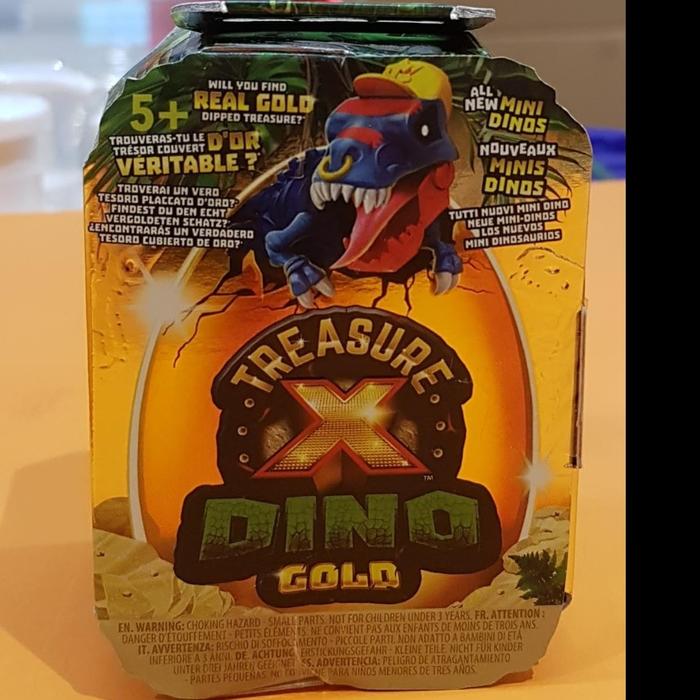 5+
WILL YOU FIND
REAL GOLD
DIPPED TREASURE?
TROUVERAS-TU LE
TRÉSOR COUVERT D'OR
VÉRITABLE ?
TROVERAI UN VERO
TESORO PLACCATO D'ORO?
FINDEST DU DEN ECHT
VERGOLDETEN SCHATZ?
¿ENCONTRARÁS UN VERDADERO
TESORO CUBIERTO DE ORO?
ALL
NEW MINI
DINOS
NOUVEAUX
MINIS
DINOS
TUTTI NUOVI MINI DINO
NEUE MINI-DINOS
LOS NUEVOS
MINI DINOSAURIOS
TREASURE
X
TM
DINO
GOLD
EN. WARNING: CHOKING HAZARD - SMALL PARTS. NOT FOR CHILDREN UNDER 3 YEARS. FR. ATTENTION :
DANGER D'ÉTOUFFEMENT - PETITS ÉLÉMENTS. NE CONVIENT PAS AUX ENFANTS DE MOINS DE TROIS ANS.
IT. AVVERTENZA: RISCHIO DI SOFFOCAMENTO - PICCOLE PARTI. NON ADATTO A BAMBINI DI ETÀ
INFERIORE A 3 ANNI. DE. ACHTUNG: ERSTICKUNGSGEFAHR - KLEINE TEILE. NICHT FÜR KINDER
UNTER DREI JAHREN GEEIGNET. ES. ADVERTENCIA: PELIGRO DE ATRAGANTAMIENTO
- PARTES PEQUEÑAS. NO CONVIENE PARA NIÑOS MENORES DE TRES AÑOS.